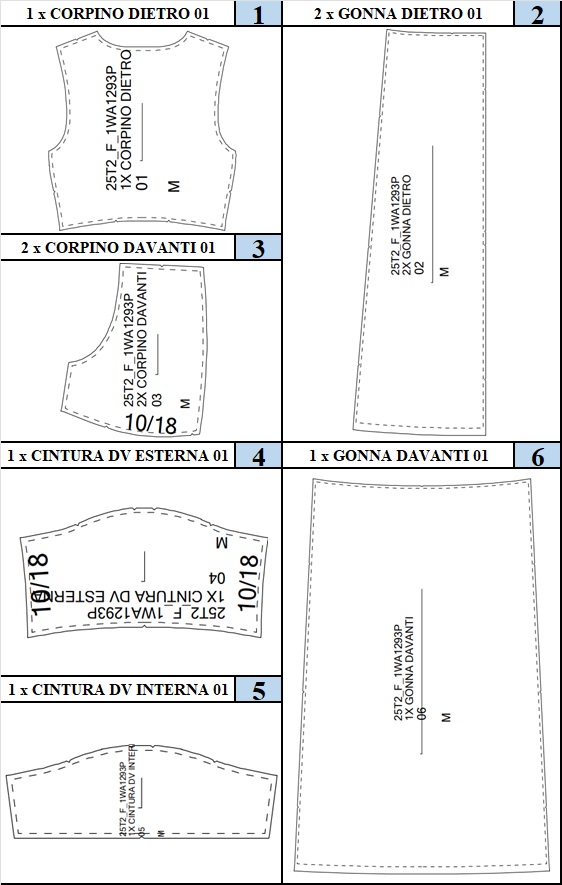 1 x CORPINO DIETRO 01
1
25T2_F_1WA1293P
1X CORPINO DIETRO
01
M
2 x GONNA DIETRO 01
2
25T2_F_1WA1293P
2X GONNA DIETRO
02
M
2 x CORPINO DAVANTI 01
3
25T2_F_1WA1293P
2X CORPINO DAVANTI
03
M
10/18
1 x CINTURA DV ESTERNA 01
4
10/18
10/18
25T2_F_1WA1293P
1X CINTURA DV ESTERNA
04
M
1 x CINTURA DV INTERNA 01
5
25T2_F_1WA1293P
1X CINTURA DV INTER
05
M
1 x GONNA DAVANTI 01
6
25T2_F_1WA1293P
1X GONNA DAVANTI
06
M